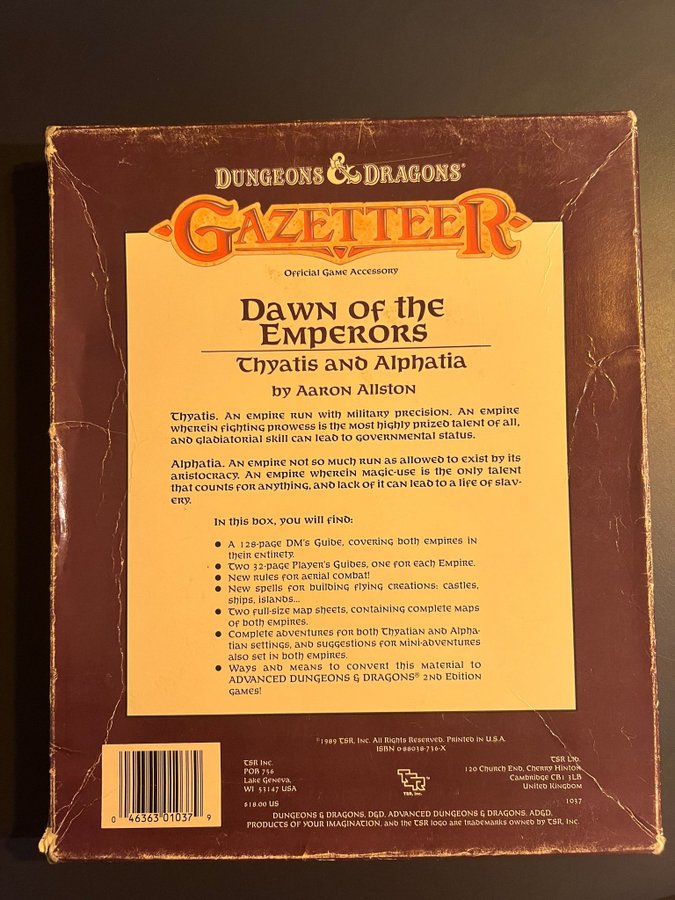 DUNGEONS & DRAGONS®
GAZETTEER
Official Game Accessory
Dawn of the
Emperors
Thyatis and Alphatia
by Aaron Allston
Thyatis. An empire run with military precision. An empire
wherein fighting prowess is the most highly prized talent of all,
and gladiatorial skill can lead to governmental status.
Alphatia. An empire not so much run as allowed to exist by its
aristocracy. An empire wherein magic-use is the only talent
that counts for anything, and lack of it can lead to a life of slav-
ery.
In this box, you will find:
● A 128-page DM's Guide, covering both empires in
their entirety.
● Two 32-page Player's Guides, one for each Empire.
● New rules for aerial combat!
● New spells for building flying creations: castles,
ships, islands...
● Two full-size map sheets, containing complete maps
of both empires.
● Complete adventures for both Thyatian and Alpha-
tian settings, and suggestions for mini-adventures
also set in both empires.
● Ways and means to convert this material to
ADVANCED DUNGEONS & DRAGONS® 2nd Edition
games!
©1989 TSR, Inc. All Rights Reserved. Printed in U.S.A.
ISBN 0-88038-736-X
TSR Inc.
POB 756
Lake Geneva,
WI 53147 USA
$18.00 US
TSR, Inc.
TSR Ltd.
120 Church End, Cherry Hinton
Cambridge CB1 3LB
United Kingdom
1037
0 46363 01037 9
DUNGEONS & DRAGONS, D&D, ADVANCED DUNGEONS & DRAGONS, AD&D,
PRODUCTS OF YOUR IMAGINATION, and the TSR logo are trademarks owned by TSR, Inc.